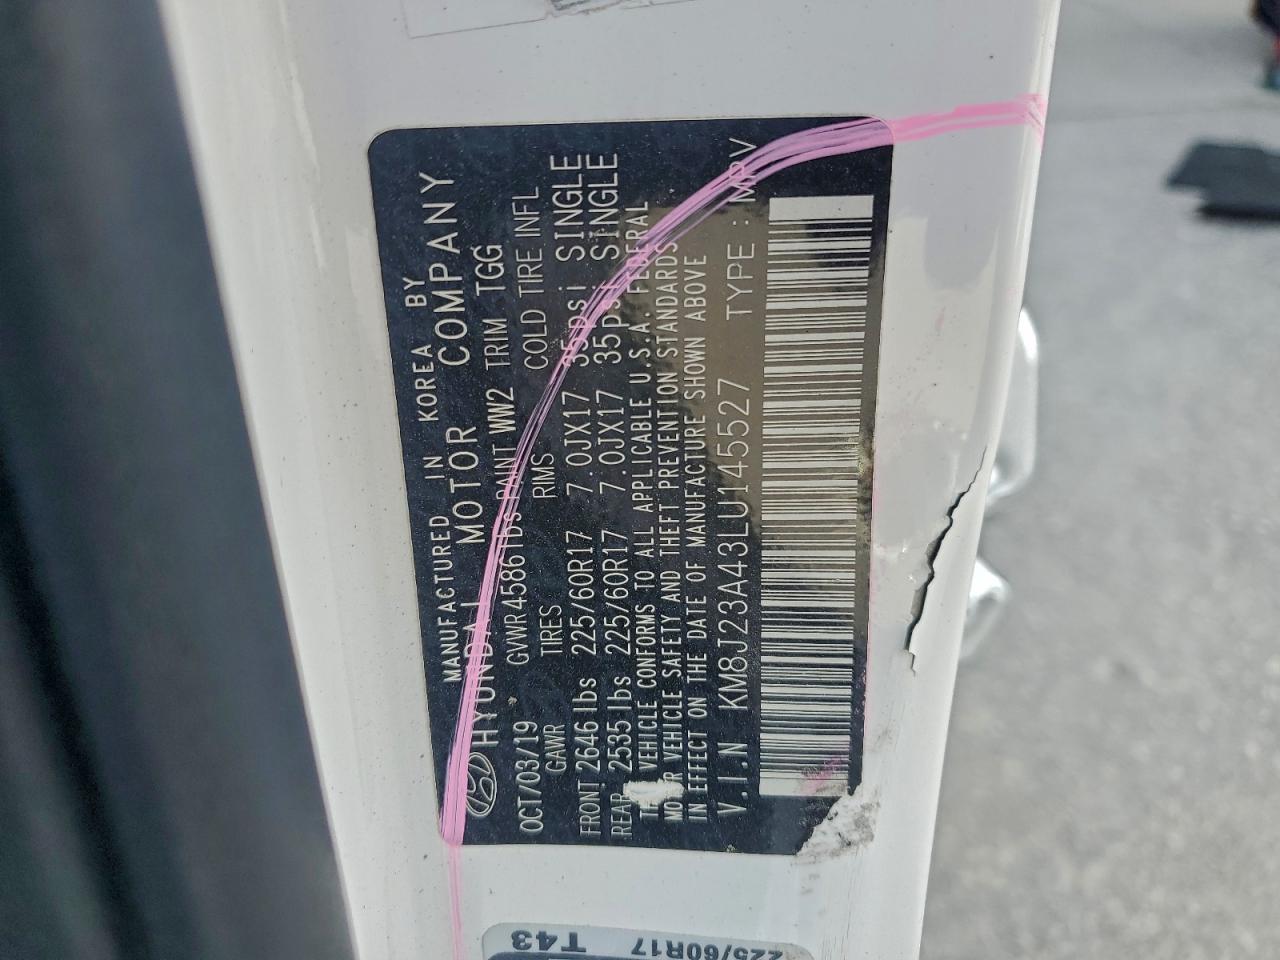 MANUFACTURED IN KOREA BY
HYUNDAI MOTOR COMPANY
OCT/03/19 GVWR 4586 lbs PAINT WW2 TRIM TGG
GAWR TIRES RIMS COLD TIRE INFL
FRONT 2646 lbs 225/60R17 7.0JX17 35psi SINGLE
REAR 2535 lbs 225/60R17 7.0JX17 35psi SINGLE
VEHICLE CONFORMS TO ALL APPLICABLE U.S.A. FEDERAL
MOTOR VEHICLE SAFETY AND THEFT PREVENTION STANDARDS
IN EFFECT ON THE DATE OF MANUFACTURE SHOWN ABOVE
V.I.N KM8J23A43LU145527 TYPE : MPV
T43
225/60R17